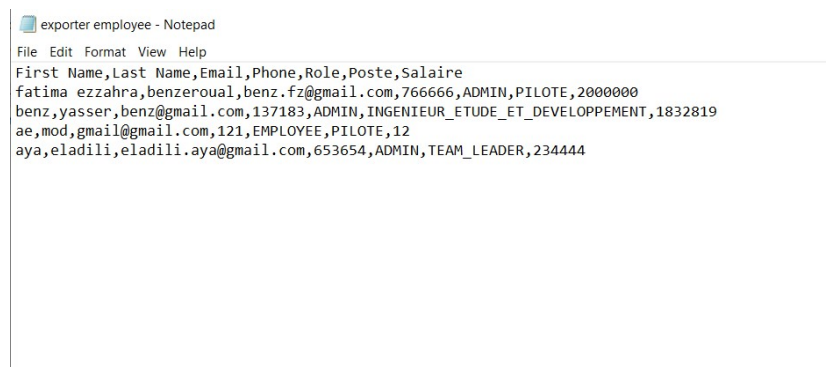 exporter employee - Notepad
File Edit Format View Help
First Name,Last Name,Email,Phone,Role,Poste,Salaire
fatima ezzahra,benzeroual,benz.fz@gmail.com,766666,ADMIN,PILOTE,2000000
benz,yasser,benz@gmail.com,137183,ADMIN,INGENIEUR_ETUDE_ET_DEVELOPPEMENT,1832819
ae,mod,gmail@gmail.com,121,EMPLOYEE,PILOTE,12
aya,eladili,eladili.aya@gmail.com,653654,ADMIN,TEAM_LEADER,234444